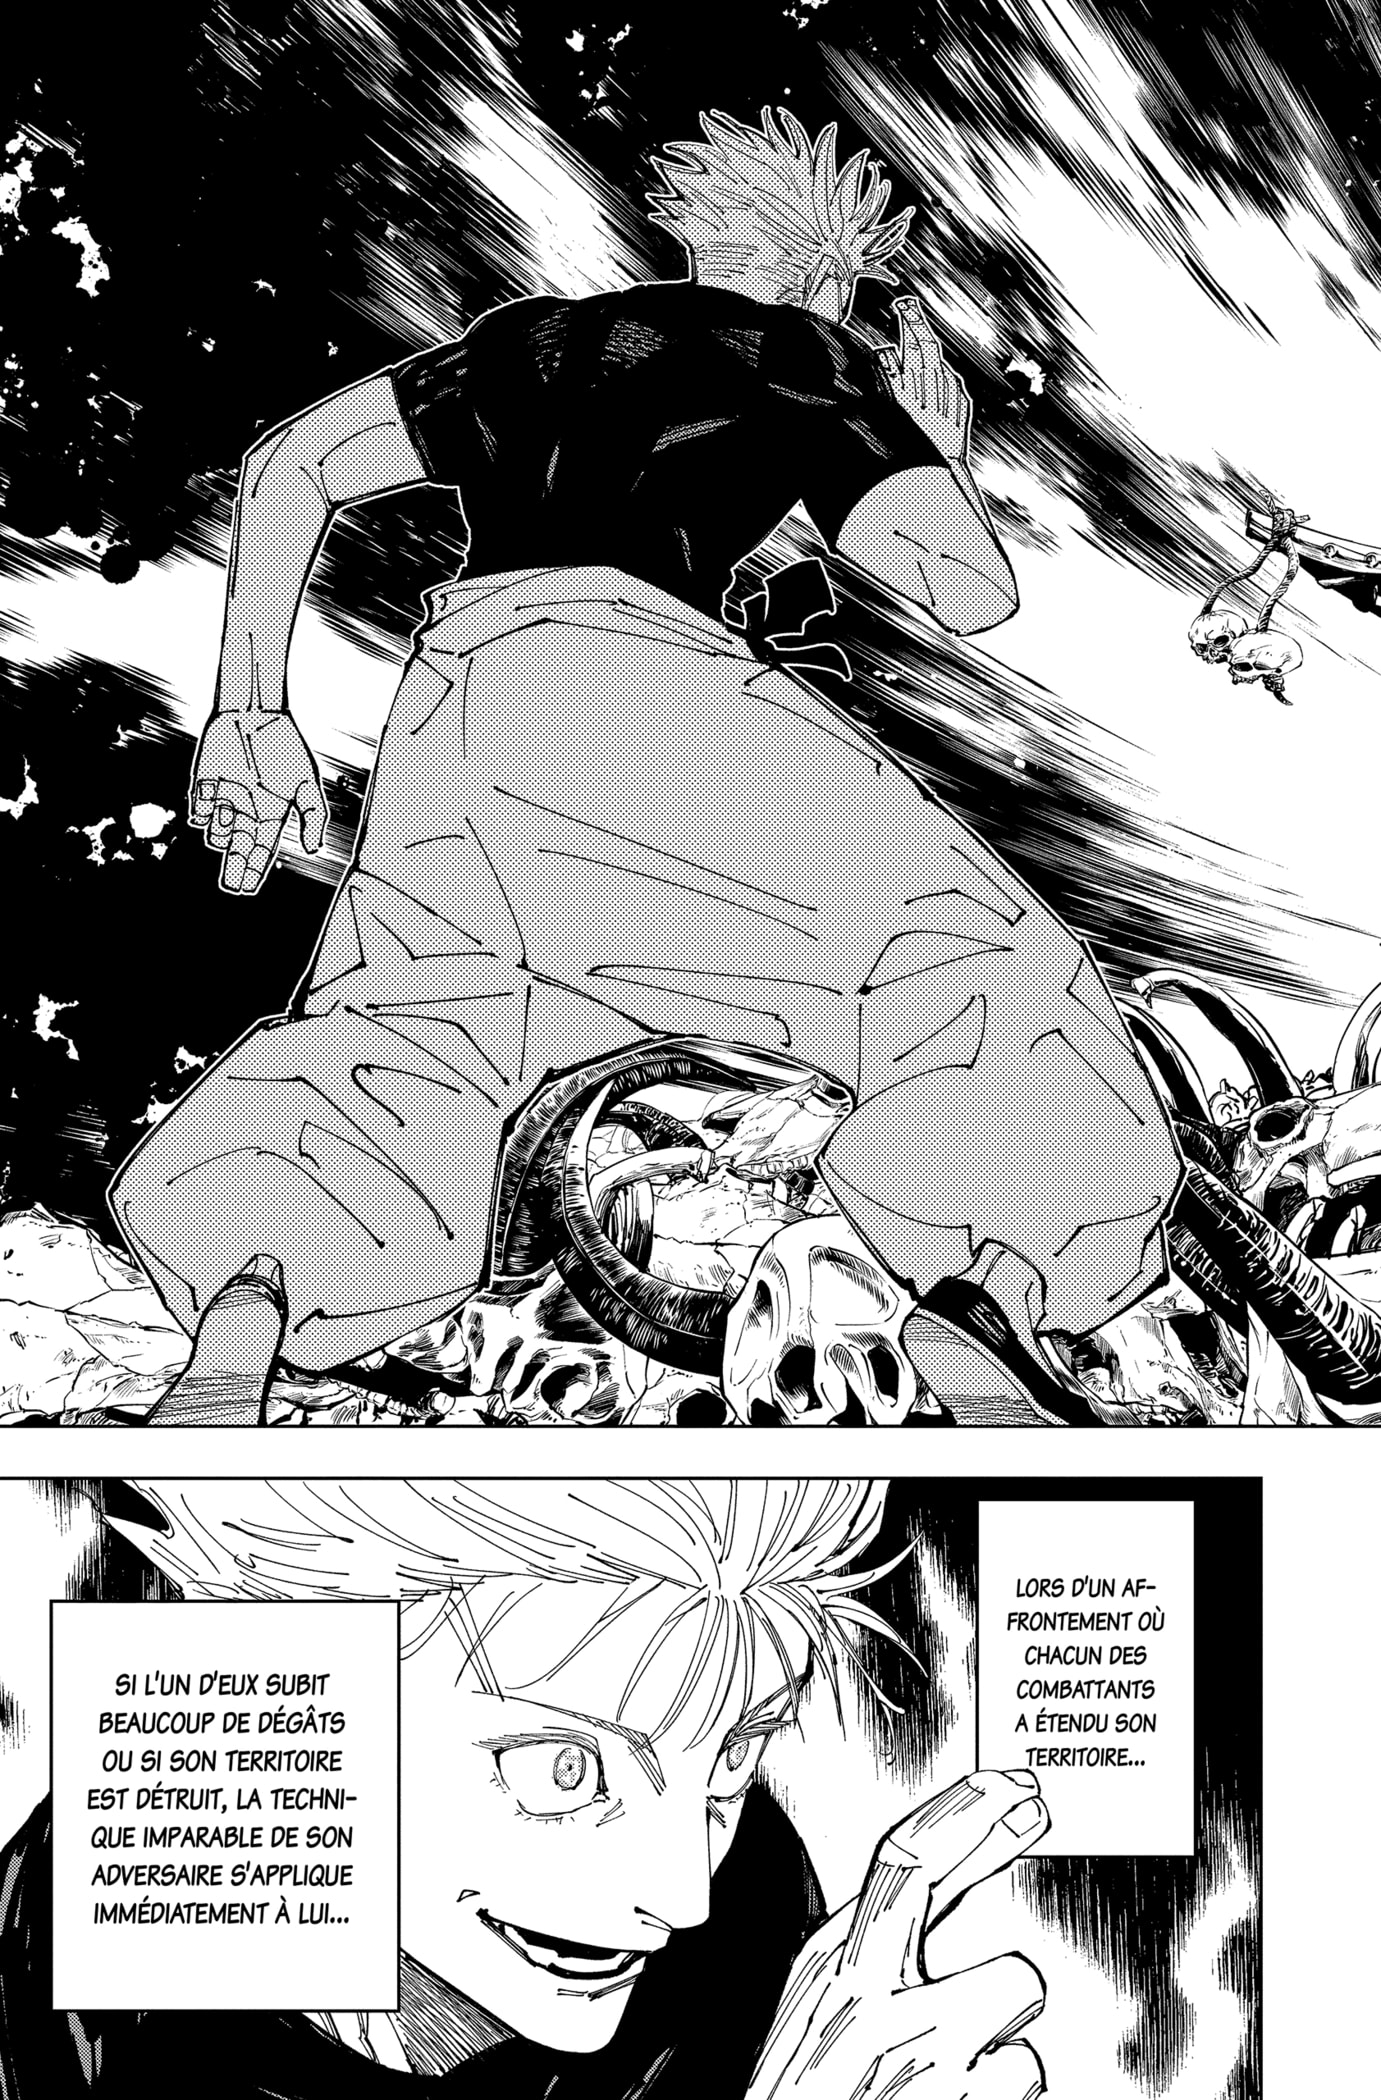 LORS D'UN AF-
FRONTEMENT OÙ
CHACUN DES
COMBATTANTS
A ÉTENDU SON
TERRITOIRE...
SI L'UN D'EUX SUBIT
BEAUCOUP DE DÉGÂTS
OU SI SON TERRITOIRE
EST DÉTRUIT, LA TECHNI-
QUE IMPARABLE DE SON
ADVERSAIRE S'APPLIQUE
IMMÉDIATEMENT À LUI...